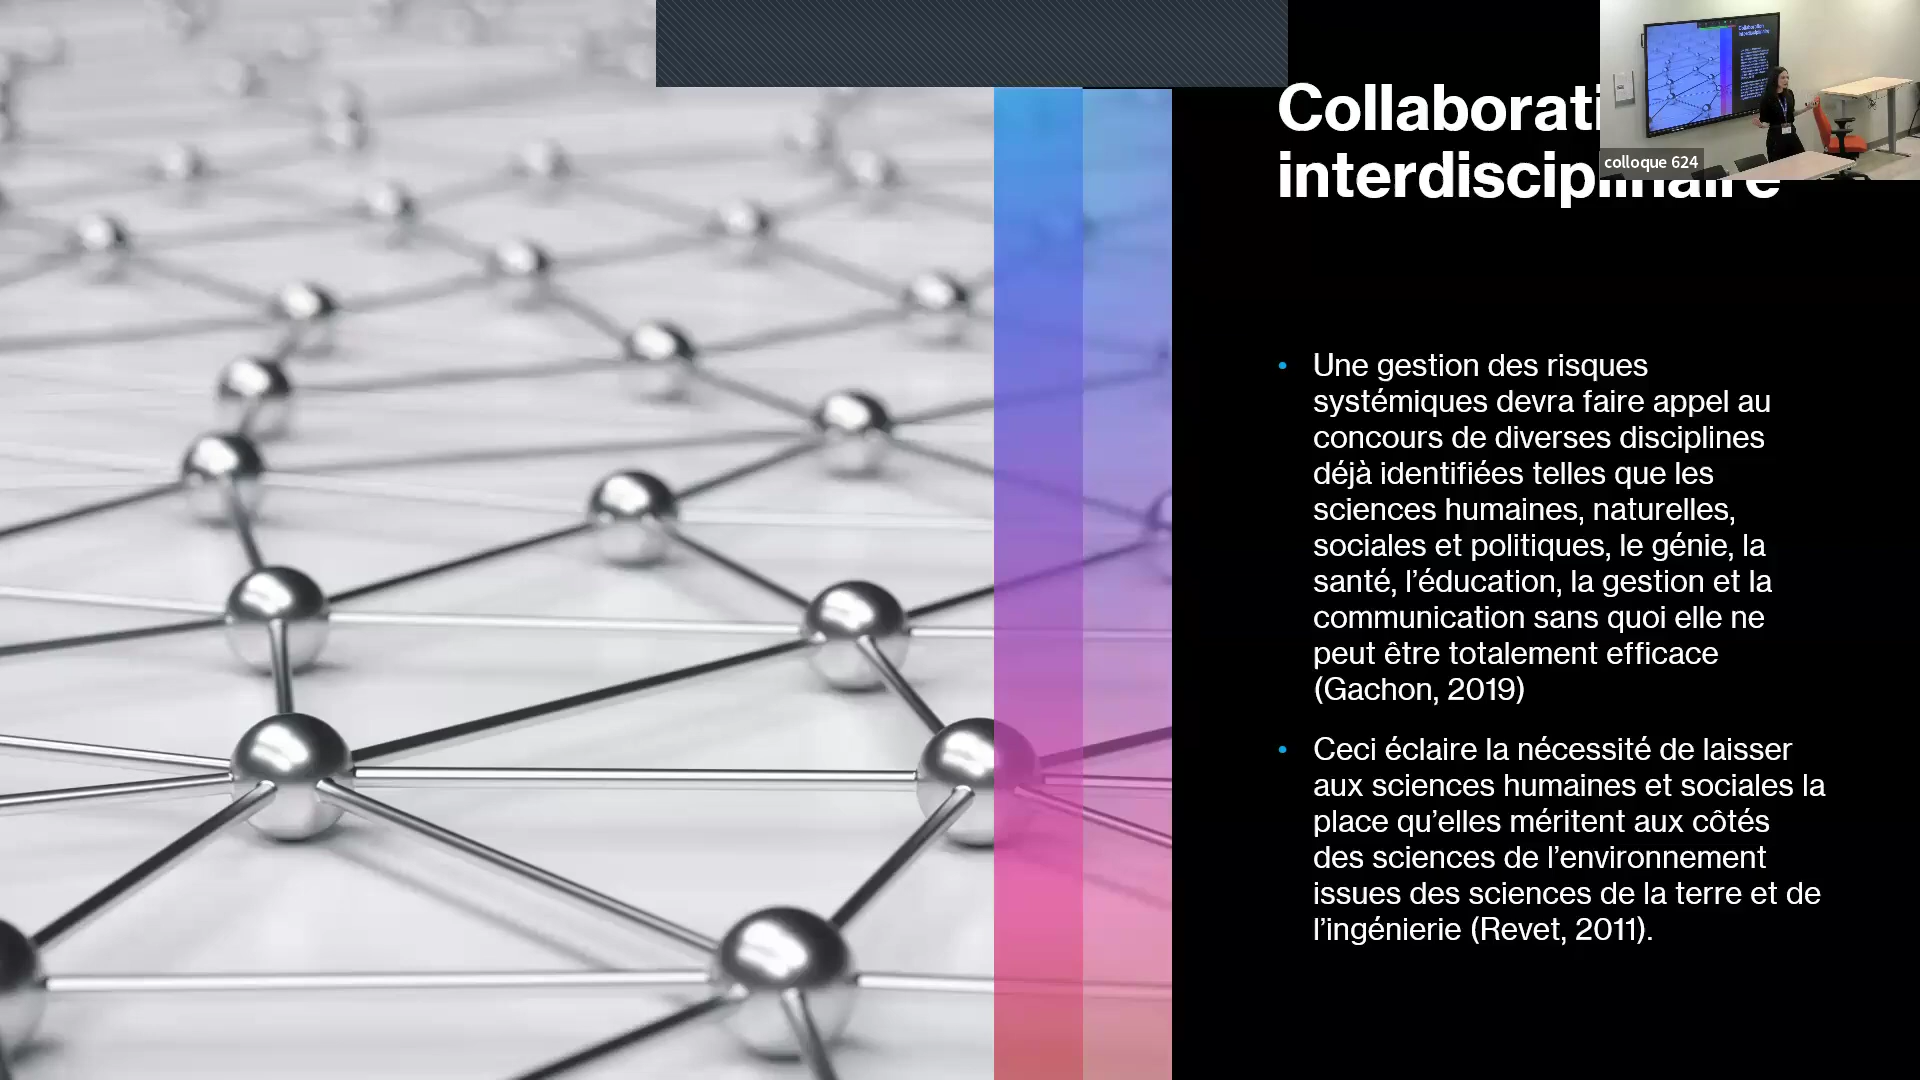 Collaborati
interdisciplinaire
colloque 624
• Une gestion des risques
systémiques devra faire appel au
concours de diverses disciplines
déjà identifiées telles que les
sciences humaines, naturelles,
sociales et politiques, le génie, la
santé, l’éducation, la gestion et la
communication sans quoi elle ne
peut être totalement efficace
(Gachon, 2019)
• Ceci éclaire la nécessité de laisser
aux sciences humaines et sociales la
place qu’elles méritent aux côtés
des sciences de l’environnement
issues des sciences de la terre et de
l’ingénierie (Revet, 2011).